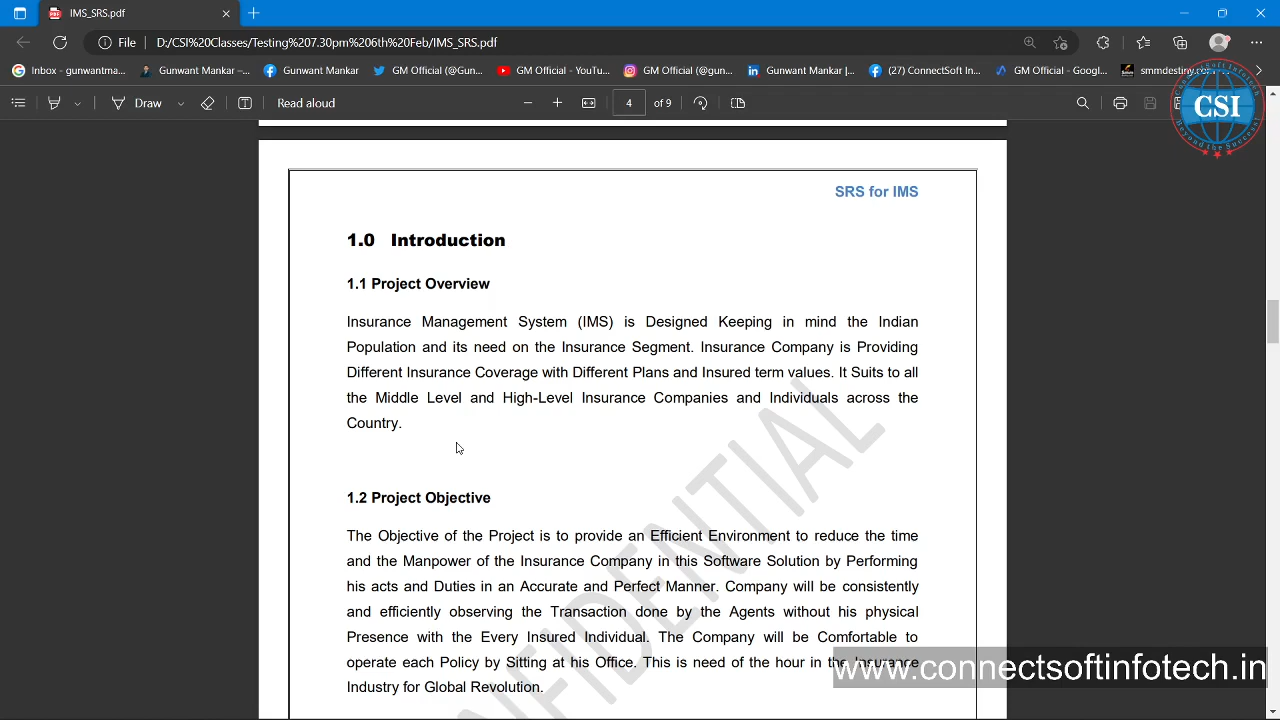 IMS_SRS.pdf
File D:/CSI%20Classes/Testing%207.30pm%206th%20Feb/IMS_SRS.pdf
Inbox - gunwantma... Gunwant Mankar –... Gunwant Mankar GM Official (@Gun... GM Official - YouTu... GM Official (@gun... Gunwant Mankar |... (27) ConnectSoft In... GM Official - Googl... smmdestiny.com
Draw Read aloud 4 of 9
CSI
ConnectSoft Infotech
Beyond the Success
SRS for IMS
1.0 Introduction
1.1 Project Overview
Insurance Management System (IMS) is Designed Keeping in mind the Indian
Population and its need on the Insurance Segment. Insurance Company is Providing
Different Insurance Coverage with Different Plans and Insured term values. It Suits to all
the Middle Level and High-Level Insurance Companies and Individuals across the
Country.
1.2 Project Objective
The Objective of the Project is to provide an Efficient Environment to reduce the time
and the Manpower of the Insurance Company in this Software Solution by Performing
his acts and Duties in an Accurate and Perfect Manner. Company will be consistently
and efficiently observing the Transaction done by the Agents without his physical
Presence with the Every Insured Individual. The Company will be Comfortable to
operate each Policy by Sitting at his Office. This is need of the hour in the Insurance
Industry for Global Revolution.
NFIDENTIAL
www.connectsoftinfotech.in